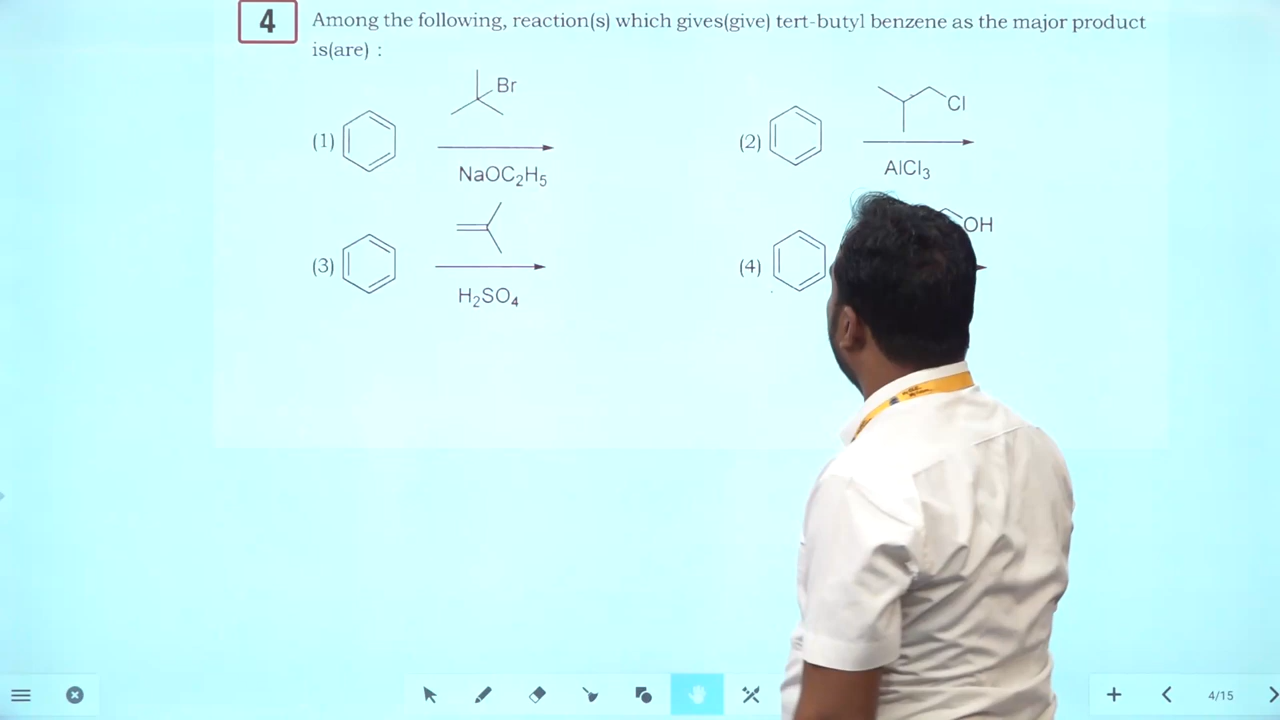 4
Among the following, reaction(s) which gives(give) tert-butyl benzene as the major product
is(are) :
(1)
Br
NaOC₂H₅
(2)
Cl
AlCl₃
(3)
H₂SO₄
(4)
OH
4/15